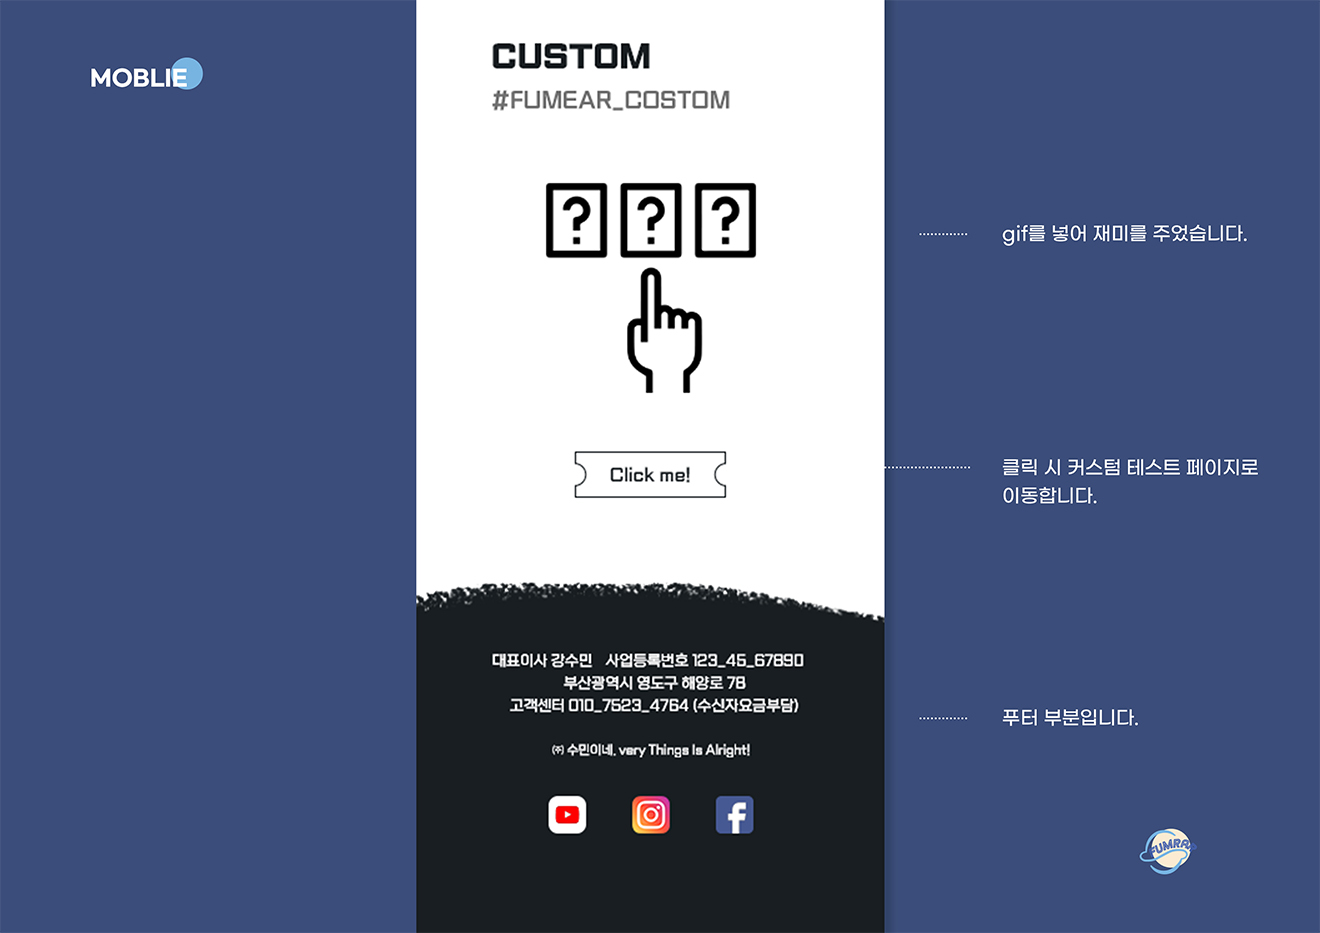 MOBLIE
CUSTOM
#FUMEAR_COSTOM
? ? ?
gif를 넣어 재미를 주었습니다.
Click me!
클릭 시 커스텀 테스트 페이지로
이동합니다.
대표이사 강수민 사업등록번호 123_45_67890
부산광역시 영도구 해양로 78
고객센터 010_7523_4764 (수신자요금부담)
푸터 부분입니다.
㈜ 수민이네, very Things Is Alright!